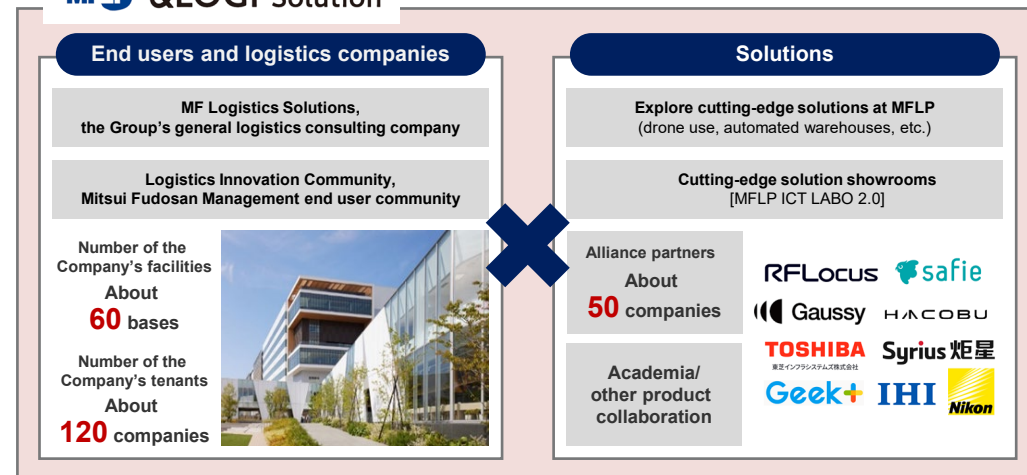 MF
LOGI Solution
End users and logistics companies
MF Logistics Solutions,
the Group's general logistics consulting company
Logistics Innovation Community,
Mitsui Fudosan Management end user community
Number of the
Company's facilities
About
60 bases
Number of the
Company's tenants
About
120 companies
Solutions
Explore cutting-edge solutions at MFLP
(drone use, automated warehouses, etc.)
Cutting-edge solution showrooms
[MFLP ICT LABO 2.0]
Alliance partners
About
50 companies
Academia/
other product
collaboration
RFLocus safie
Gaussy HACOBU
TOSHIBA Syrius 炬星
東芝インフラシステムズ株式会社
Geek+ IHI Nikon